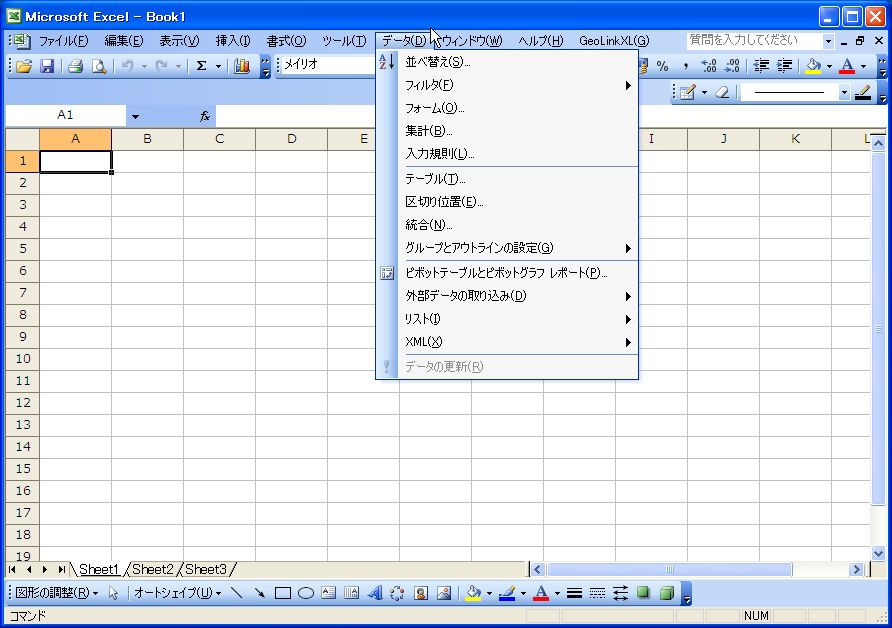 Microsoft Excel - Book1
ファイル(F) 編集(E) 表示(V) 挿入(I) 書式(O) ツール(T) データ(D) ウィンドウ(W) ヘルプ(H) GeoLinkXL(G) 質問を入力してください
Σ メイリオ % , A
A1 fx
A B C D E I J K L
1
2
3
4
5
6
7
8
9
10
11
12
13
14
15
16
17
18
19
並べ替え(S)...
フィルタ(F)
フォーム(O)...
集計(B)...
入力規則(L)...
テーブル(T)...
区切り位置(E)...
統合(N)...
グループとアウトラインの設定(G)
ピボットテーブルとピボットグラフ レポート(P)...
外部データの取り込み(D)
リスト(I)
XML(X)
データの更新(R)
Sheet1 Sheet2 Sheet3
図形の調整(R) オートシェイプ(U) A
コマンド NUM